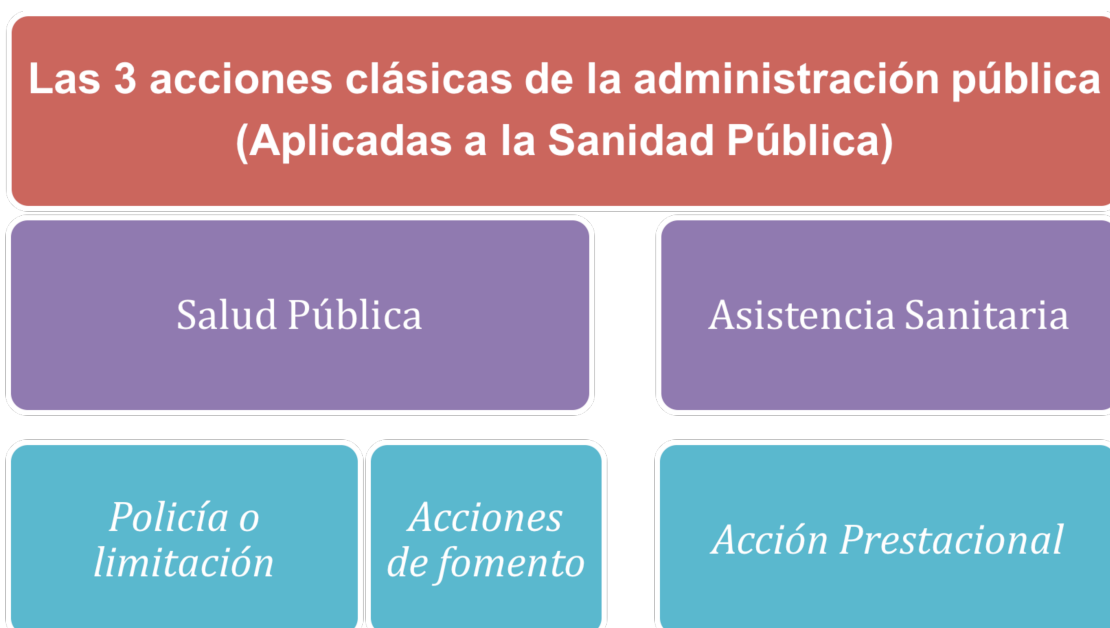 Las 3 acciones clásicas de la administración pública
(Aplicadas a la Sanidad Pública)
Salud Pública
Asistencia Sanitaria
Policía o
limitación
Acciones
de fomento
Acción Prestacional